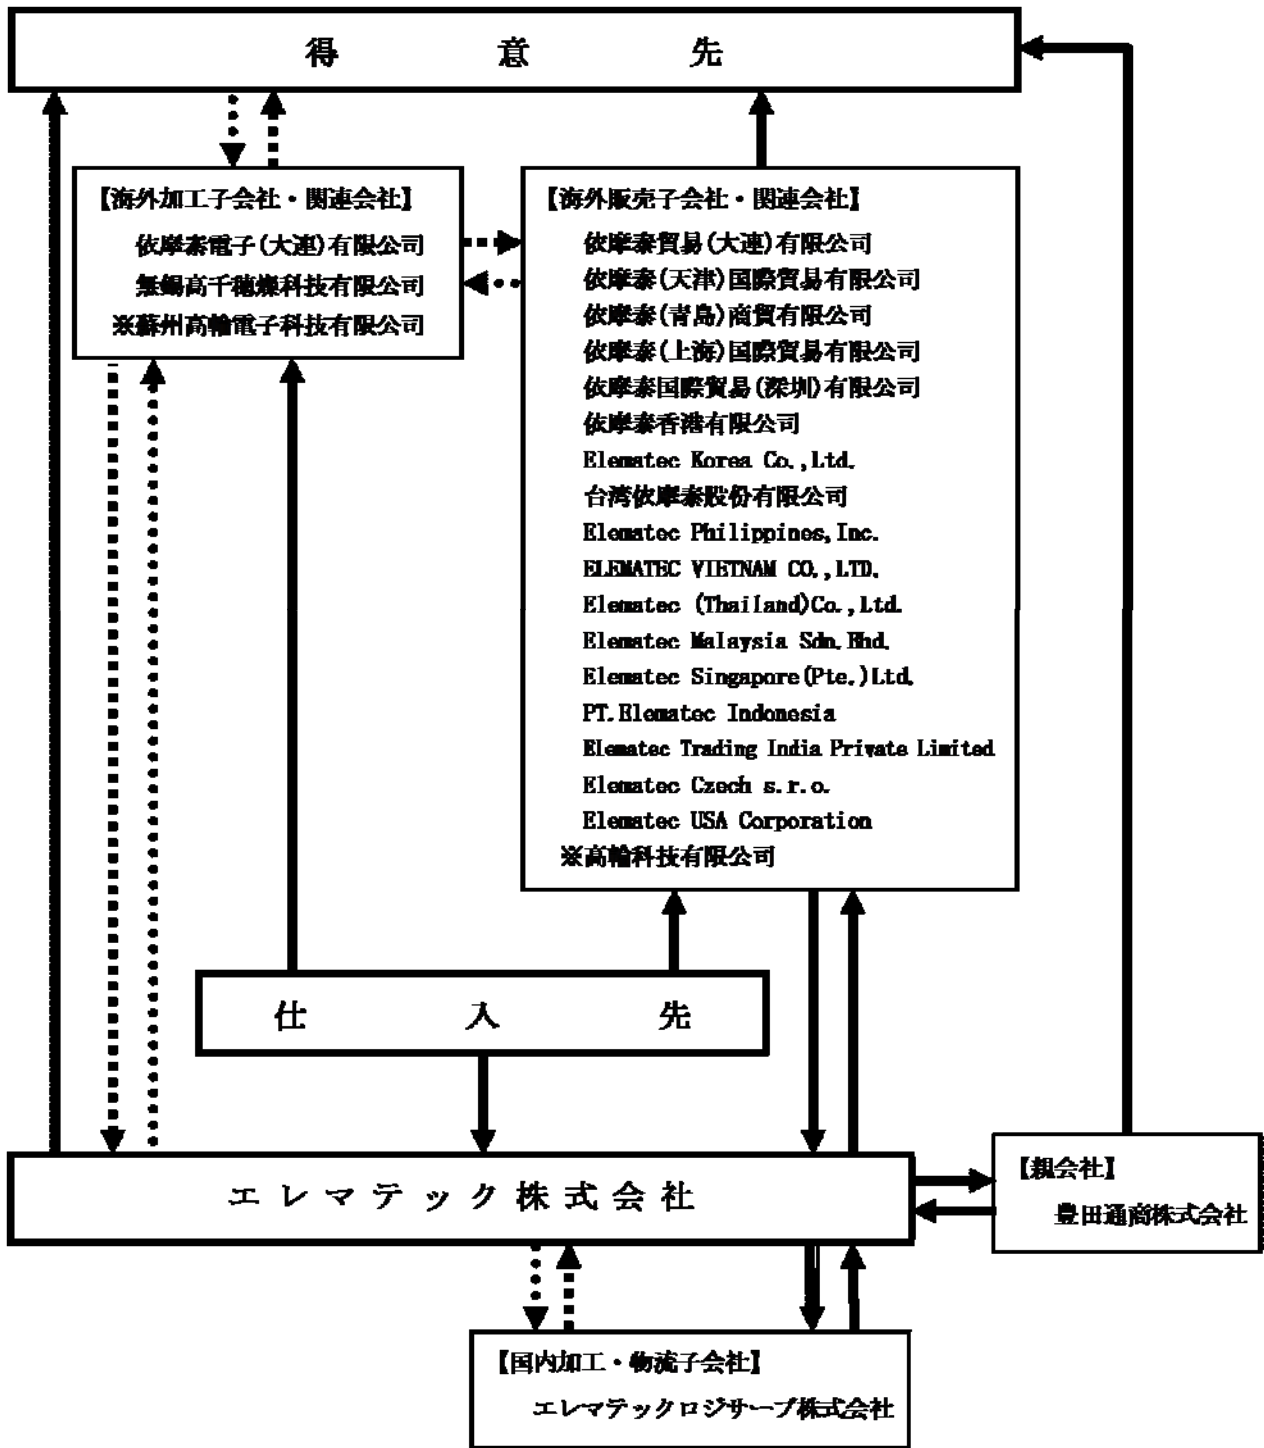 得意先
【海外加工子会社・関連会社】
依摩泰電子(大連)有限公司
無錫高千穂燦科技有限公司
※蘇州高輪電子科技有限公司
【海外販売子会社・関連会社】
依摩泰貿易(大連)有限公司
依摩泰(天津)国際貿易有限公司
依摩泰(青島)商貿有限公司
依摩泰(上海)国際貿易有限公司
依摩泰国際貿易(深圳)有限公司
依摩泰香港有限公司
Elematec Korea Co.,Ltd.
台湾依摩泰股份有限公司
Elematec Philippines,Inc.
ELEMATEC VIETNAM CO.,LTD.
Elematec (Thailand)Co.,Ltd.
Elematec Malaysia Sdn.Bhd.
Elematec Singapore(Pte.)Ltd.
PT.Elematec Indonesia
Elematec Trading India Private Limited
Elematec Czech s.r.o.
Elematec USA Corporation
※高輪科技有限公司
仕入先
エレマテック株式会社
【親会社】
豊田通商株式会社
【国内加工・物流子会社】
エレマテックロジサーブ株式会社